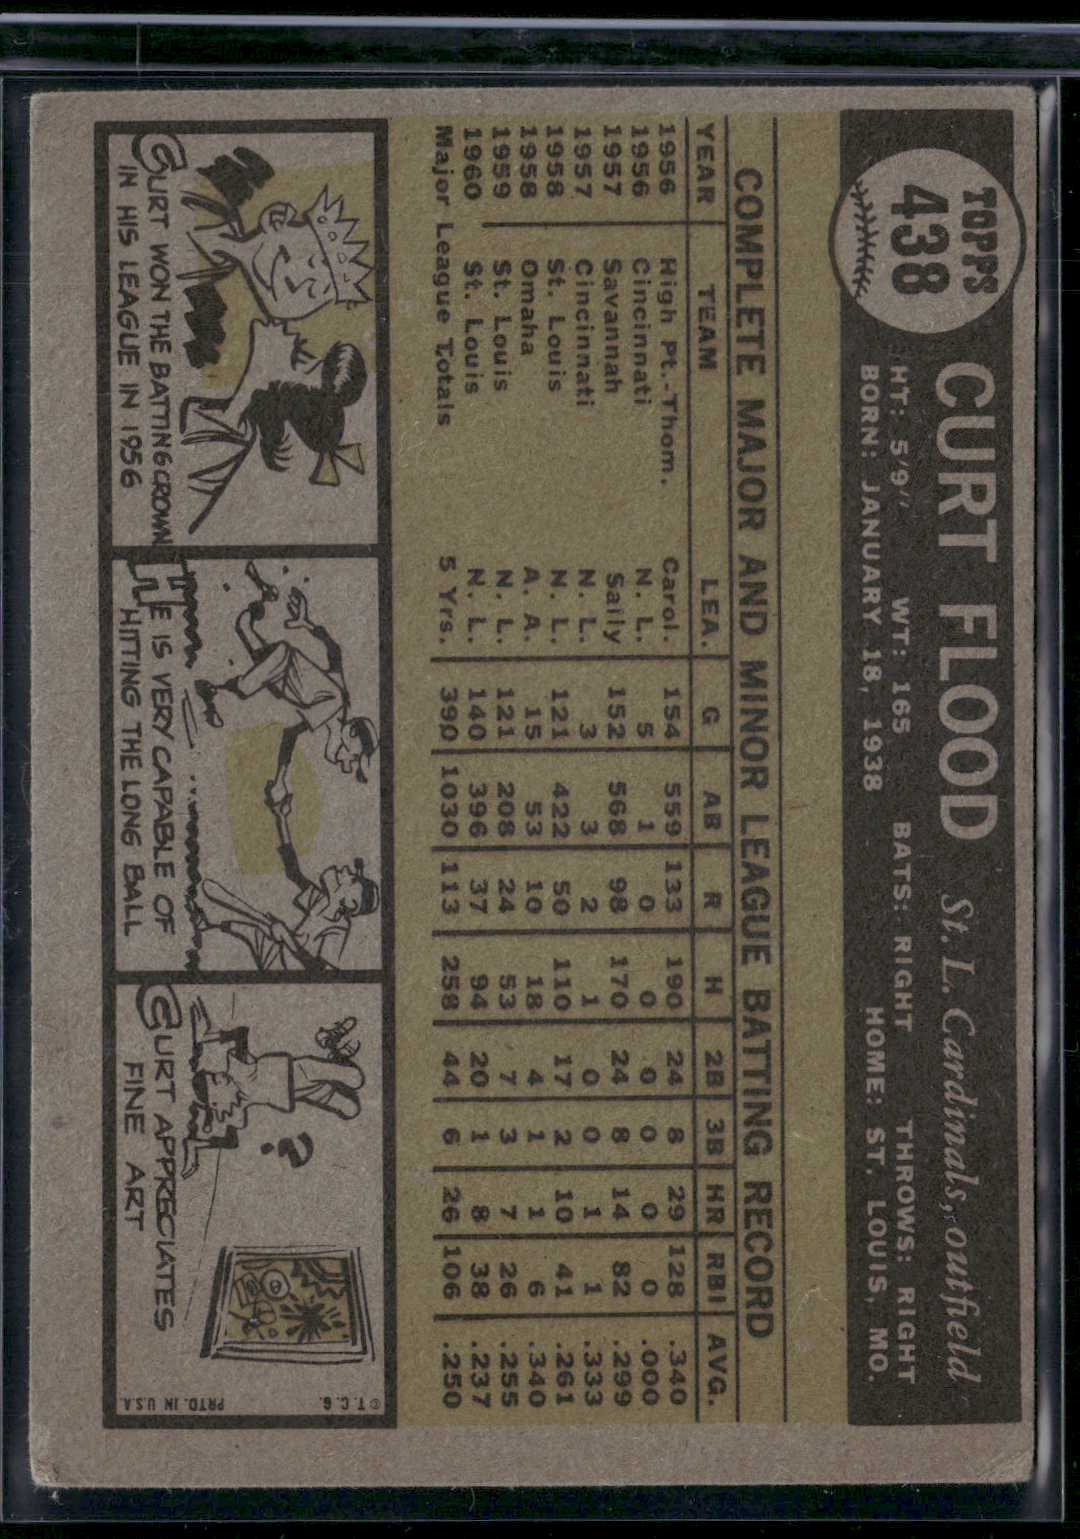 TOPPS
438
CURT FLOOD St. L. Cardinals, outfield
HT: 5'9" WT: 165 BATS: RIGHT THROWS: RIGHT
BORN: JANUARY 18, 1938 HOME: ST. LOUIS, MO.
COMPLETE MAJOR AND MINOR LEAGUE BATTING RECORD
YEAR TEAM LEA. G AB R H 2B 3B HR RBI AVG.
1956 High Pt.-Thom. Carol. 154 559 133 190 24 8 29 128 .340
1956 Cincinnati N. L. 5 1 0 0 0 0 0 0 .000
1957 Savannah Sally 152 568 98 170 24 8 14 82 .299
1957 Cincinnati N. L. 3 3 2 1 0 0 1 1 .333
1958 St. Louis N. L. 121 422 50 110 17 2 10 41 .261
1958 Omaha A. A. 15 53 10 18 4 1 1 6 .340
1959 St. Louis N. L. 121 208 24 53 7 3 7 26 .255
1960 St. Louis N. L. 140 396 37 94 20 1 8 38 .237
Major League Totals 5 Yrs. 390 1030 113 258 44 6 26 106 .250
CURT WON THE BATTING CROWN
IN HIS LEAGUE IN 1956
HE IS VERY CAPABLE OF
HITTING THE LONG BALL
?
CURT APPRECIATES
FINE ART
© T.C.G.
PRTD. IN U.S.A.